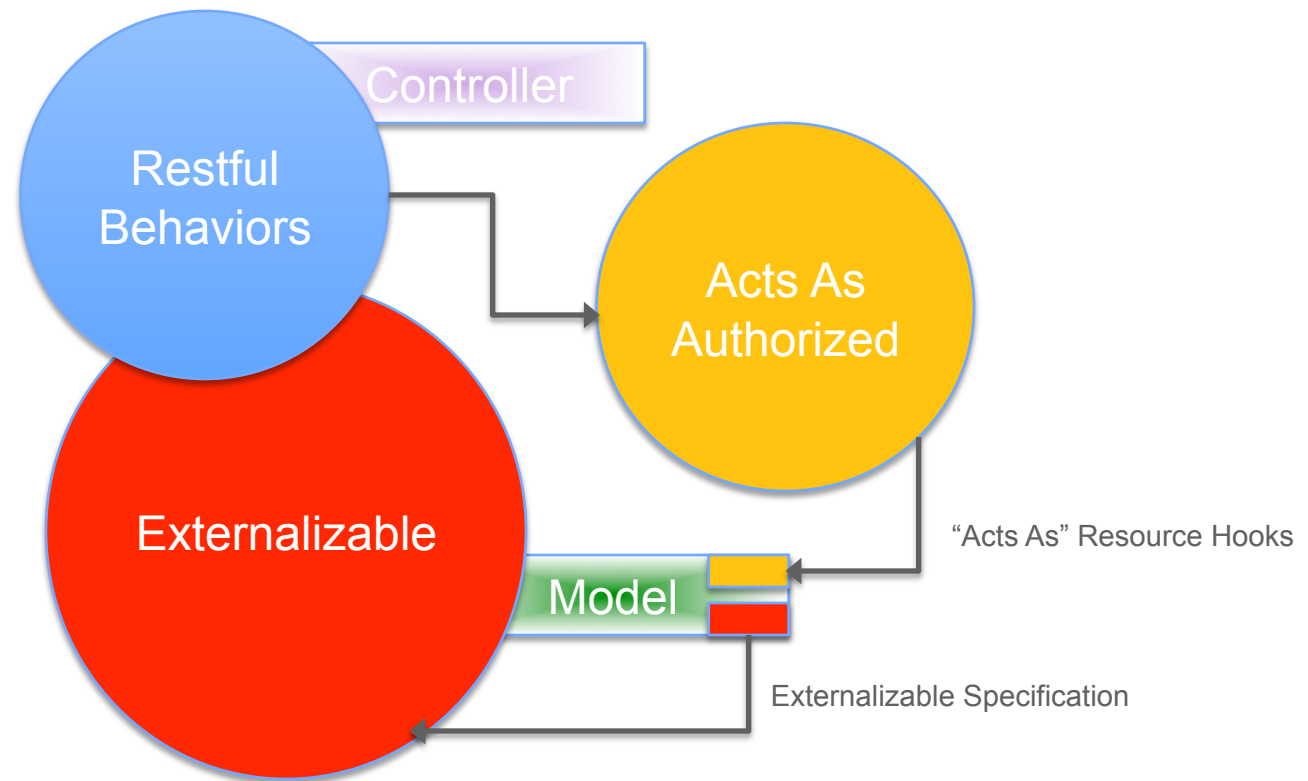 Controller
Restful
Behaviors
Acts As
Authorized
Externalizable
“Acts As” Resource Hooks
Model
Externalizable Specification